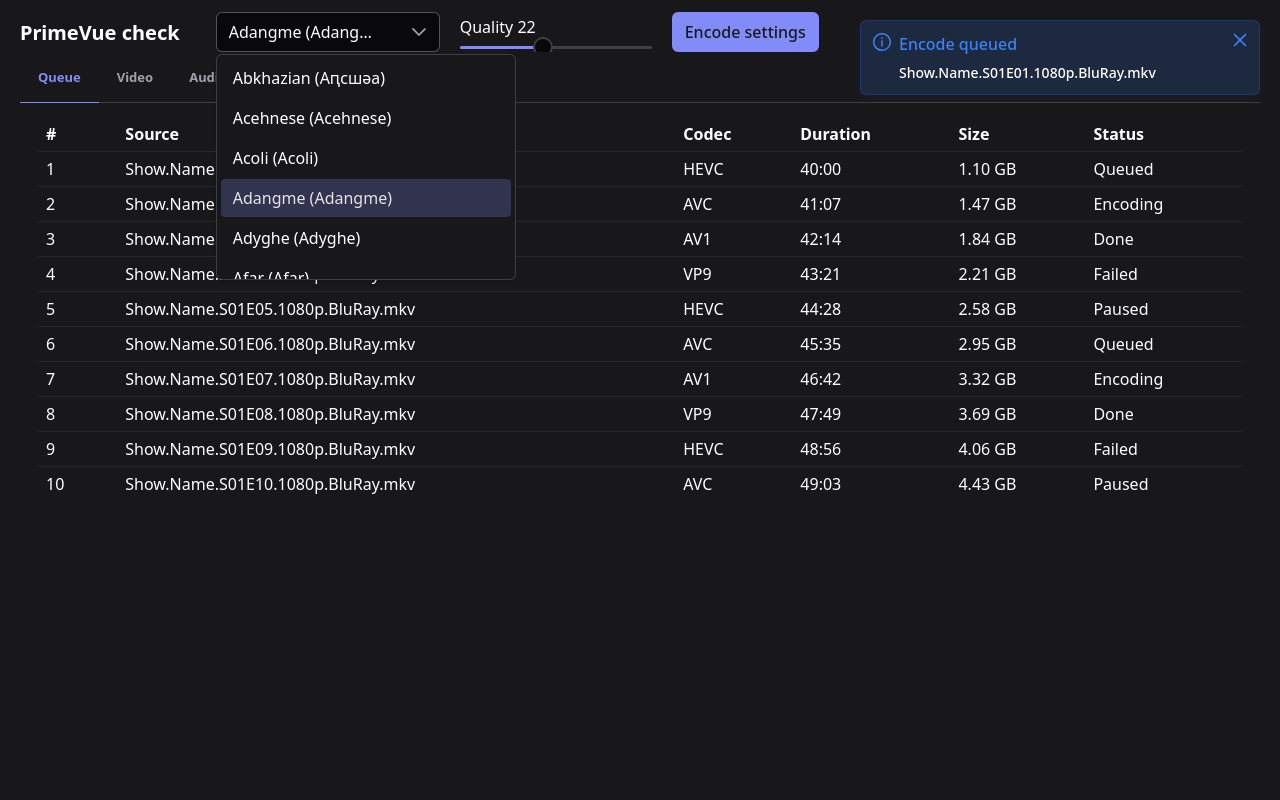 PrimeVue check
Adangme (Adang...
Quality 22
Encode settings
Encode queued
Show.Name.S01E01.1080p.BluRay.mkv
Queue Video Audi
Abkhazian (Аԥсшәа)
Acehnese (Acehnese)
Acoli (Acoli)
Adangme (Adangme)
Adyghe (Adyghe)
Afar (Afar)
# Source Codec Duration Size Status
1 Show.Name HEVC 40:00 1.10 GB Queued
2 Show.Name AVC 41:07 1.47 GB Encoding
3 Show.Name AV1 42:14 1.84 GB Done
4 Show.Name VP9 43:21 2.21 GB Failed
5 Show.Name.S01E05.1080p.BluRay.mkv HEVC 44:28 2.58 GB Paused
6 Show.Name.S01E06.1080p.BluRay.mkv AVC 45:35 2.95 GB Queued
7 Show.Name.S01E07.1080p.BluRay.mkv AV1 46:42 3.32 GB Encoding
8 Show.Name.S01E08.1080p.BluRay.mkv VP9 47:49 3.69 GB Done
9 Show.Name.S01E09.1080p.BluRay.mkv HEVC 48:56 4.06 GB Failed
10 Show.Name.S01E10.1080p.BluRay.mkv AVC 49:03 4.43 GB Paused